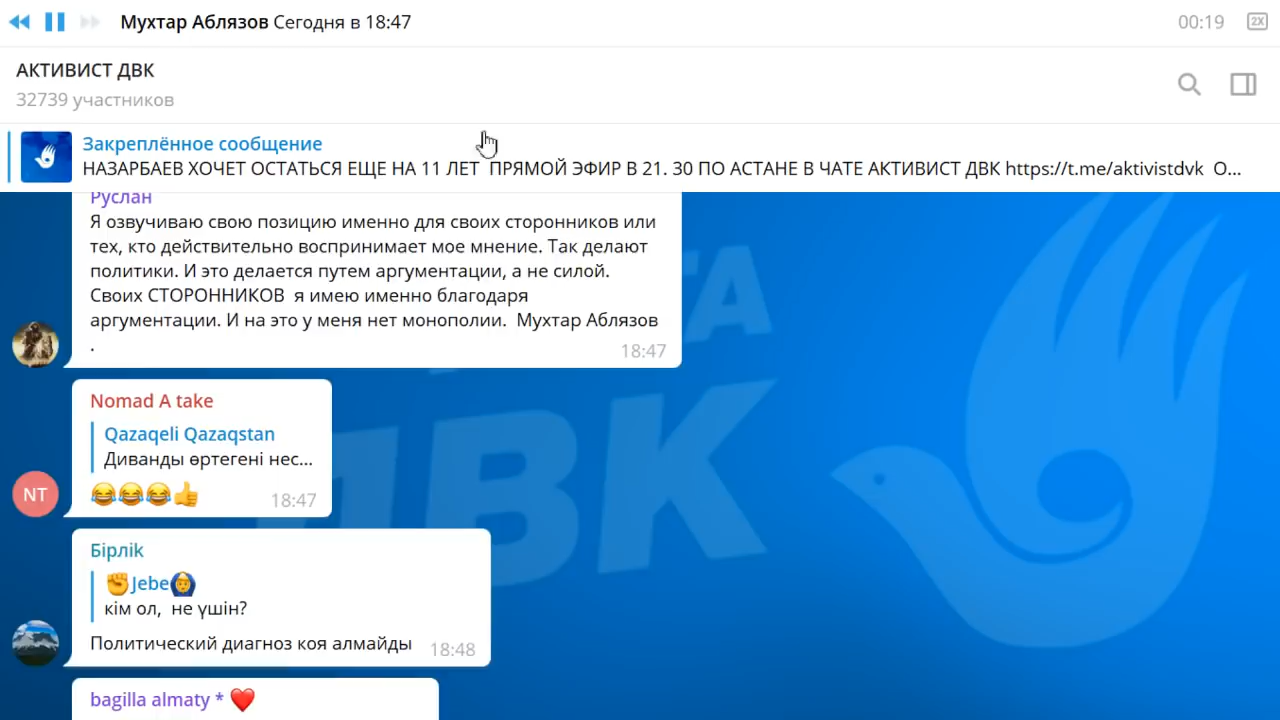 Мухтар Аблязов Сегодня в 18:47
00:19
2X
АКТИВИСТ ДВК
32739 участников
Закреплённое сообщение
НАЗАРБАЕВ ХОЧЕТ ОСТАТЬСЯ ЕЩЕ НА 11 ЛЕТ ПРЯМОЙ ЭФИР В 21. 30 ПО АСТАНЕ В ЧАТЕ АКТИВИСТ ДВК https://t.me/aktivistdvk О...
Руслан
Я озвучиваю свою позицию именно для своих сторонников или
тех, кто действительно воспринимает мое мнение. Так делают
политики. И это делается путем аргументации, а не силой.
Своих СТОРОННИКОВ я имею именно благодаря
аргументации. И на это у меня нет монополии. Мухтар Аблязов
.
18:47
Nomad A take
Qazaqeli Qazaqstan
Диванды өртегені нес...
😂😂😂👍
18:47
NT
Бірлік
✊Jebe🙆‍♂️
кім ол, не үшін?
Политический диагноз коя алмайды
18:48
bagilla almaty * ❤️
ДВК